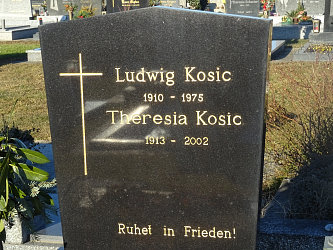 Ludwig Kosic
1910 - 1975
Theresia Kosic
1913 - 2002
Ruhet in Frieden!